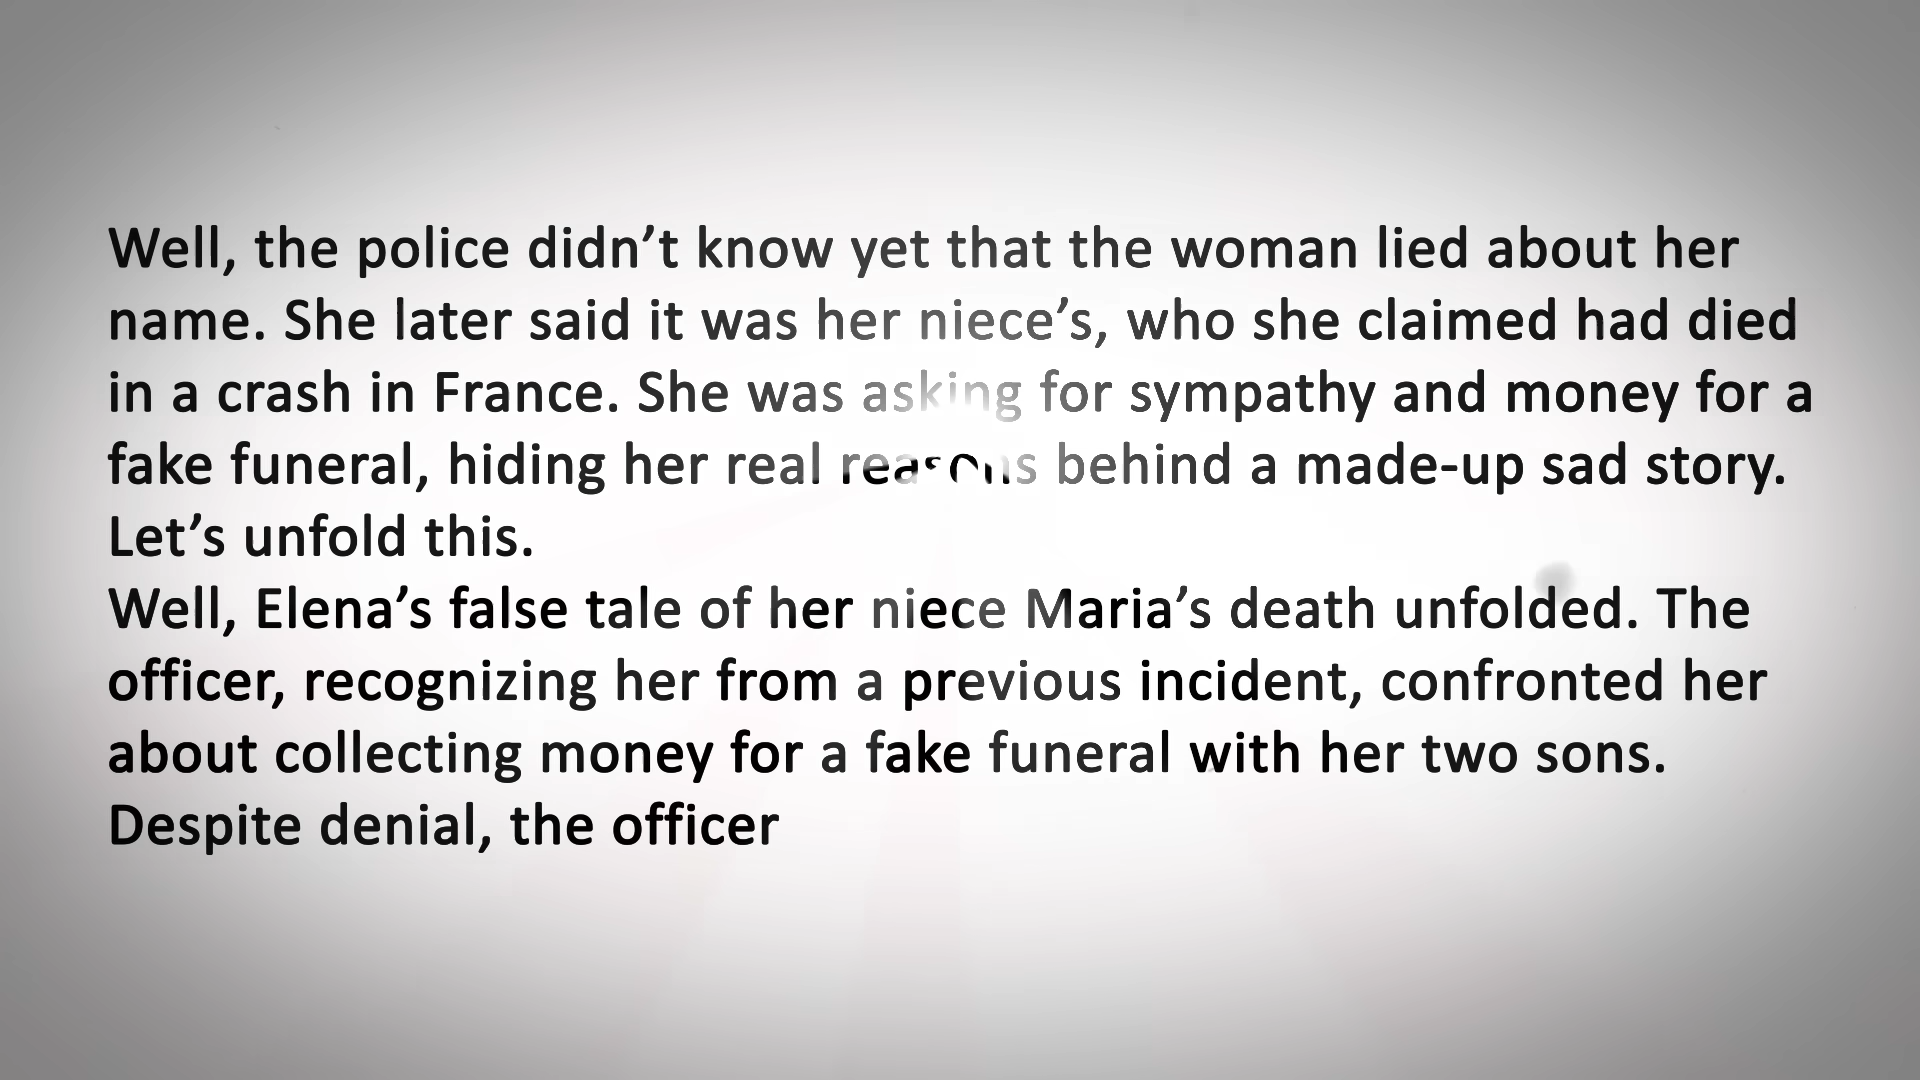 Well, the police didn’t know yet that the woman lied about her
name. She later said it was her niece’s, who she claimed had died
in a crash in France. She was asking for sympathy and money for a
fake funeral, hiding her real reasons behind a made-up sad story.
Let’s unfold this.
Well, Elena’s false tale of her niece Maria’s death unfolded. The
officer, recognizing her from a previous incident, confronted her
about collecting money for a fake funeral with her two sons.
Despite denial, the officer